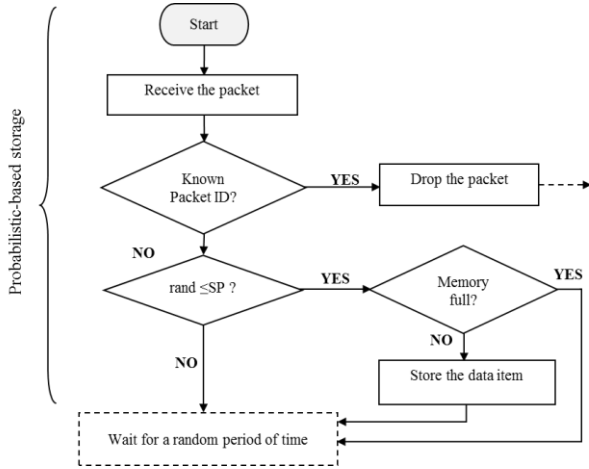 Probabilistic-based storage
Start
Receive the packet
Known
Packet ID?
YES
Drop the packet
NO
rand ≤SP ?
YES
Memory
full?
YES
NO
NO
Store the data item
Wait for a random period of time